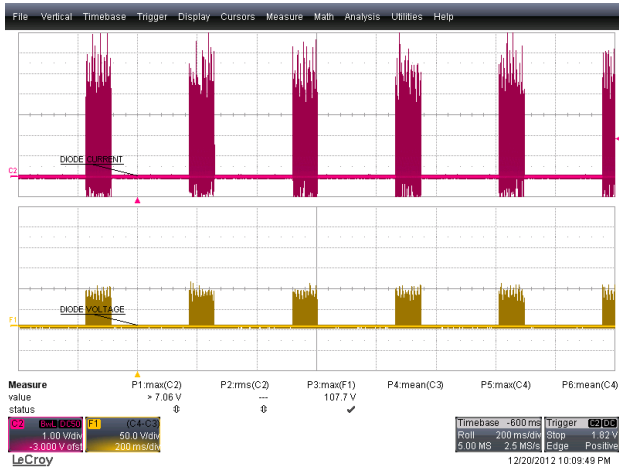 File Vertical Timebase Trigger Display Cursors Measure Math Analysis Utilities Help
DIODE CURRENT
C2
DIODE VOLTAGE
F1
Measure P1:max(C2) P2:rms(C2) P3:max(F1) P4:mean(C3) P5:max(C4) P6:mean(C4)
value > 7.06 V --- 107.7 V
status
C2 BwL DC50 F1 (C4-C3) Timebase -600 ms Trigger C2 DC
1.00 V/div 50.0 V/div Roll 200 ms/div Stop 1.82 V
-3.000 V ofst 200 ms/div 5.00 MS 2.5 MS/s Edge Positive
LeCroy 12/20/2012 10:09:49 PM